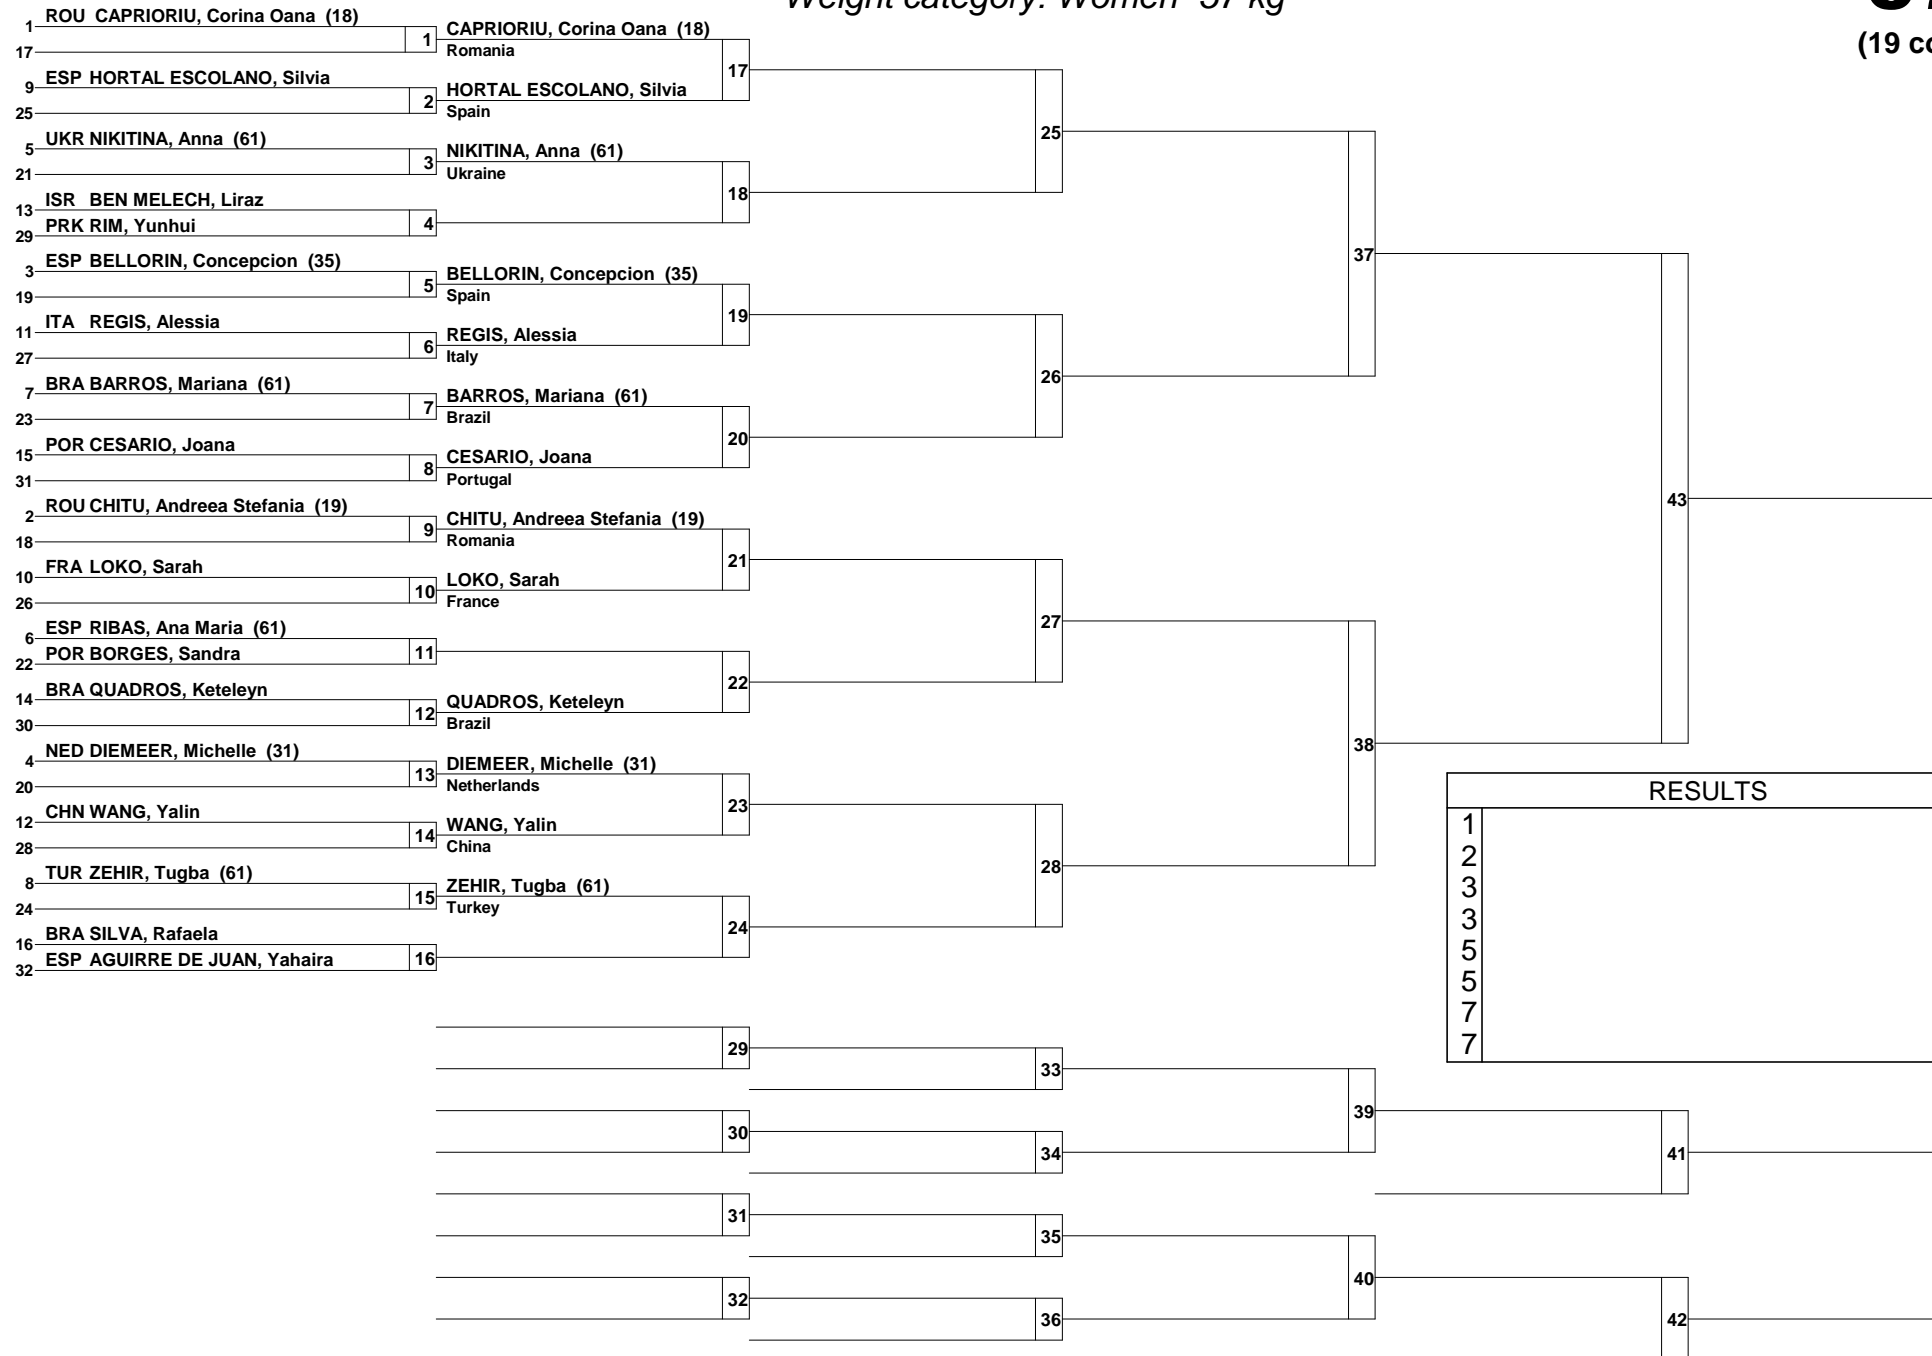 Weight category: Women -57 kg
(19 co
1 ROU CAPRIORIU, Corina Oana (18)
17
1
CAPRIORIU, Corina Oana (18)
Romania
9 ESP HORTAL ESCOLANO, Silvia
25
2
HORTAL ESCOLANO, Silvia
Spain
17
5 UKR NIKITINA, Anna (61)
21
3
NIKITINA, Anna (61)
Ukraine
13 ISR BEN MELECH, Liraz
29 PRK RIM, Yunhui
4
18
25
3 ESP BELLORIN, Concepcion (35)
19
5
BELLORIN, Concepcion (35)
Spain
11 ITA REGIS, Alessia
27
6
REGIS, Alessia
Italy
19
7 BRA BARROS, Mariana (61)
23
7
BARROS, Mariana (61)
Brazil
15 POR CESARIO, Joana
31
8
CESARIO, Joana
Portugal
20
26
37
2 ROU CHITU, Andreea Stefania (19)
18
9
CHITU, Andreea Stefania (19)
Romania
10 FRA LOKO, Sarah
26
10
LOKO, Sarah
France
21
6 ESP RIBAS, Ana Maria (61)
22 POR BORGES, Sandra
11
14 BRA QUADROS, Keteleyn
30
12
QUADROS, Keteleyn
Brazil
22
27
4 NED DIEMEER, Michelle (31)
20
13
DIEMEER, Michelle (31)
Netherlands
12 CHN WANG, Yalin
28
14
WANG, Yalin
China
23
8 TUR ZEHIR, Tugba (61)
24
15
ZEHIR, Tugba (61)
Turkey
16 BRA SILVA, Rafaela
32 ESP AGUIRRE DE JUAN, Yahaira
16
24
28
38
43
RESULTS
1
2
3
3
5
5
7
7
29
33
30
34
39
41
31
35
32
36
40
42